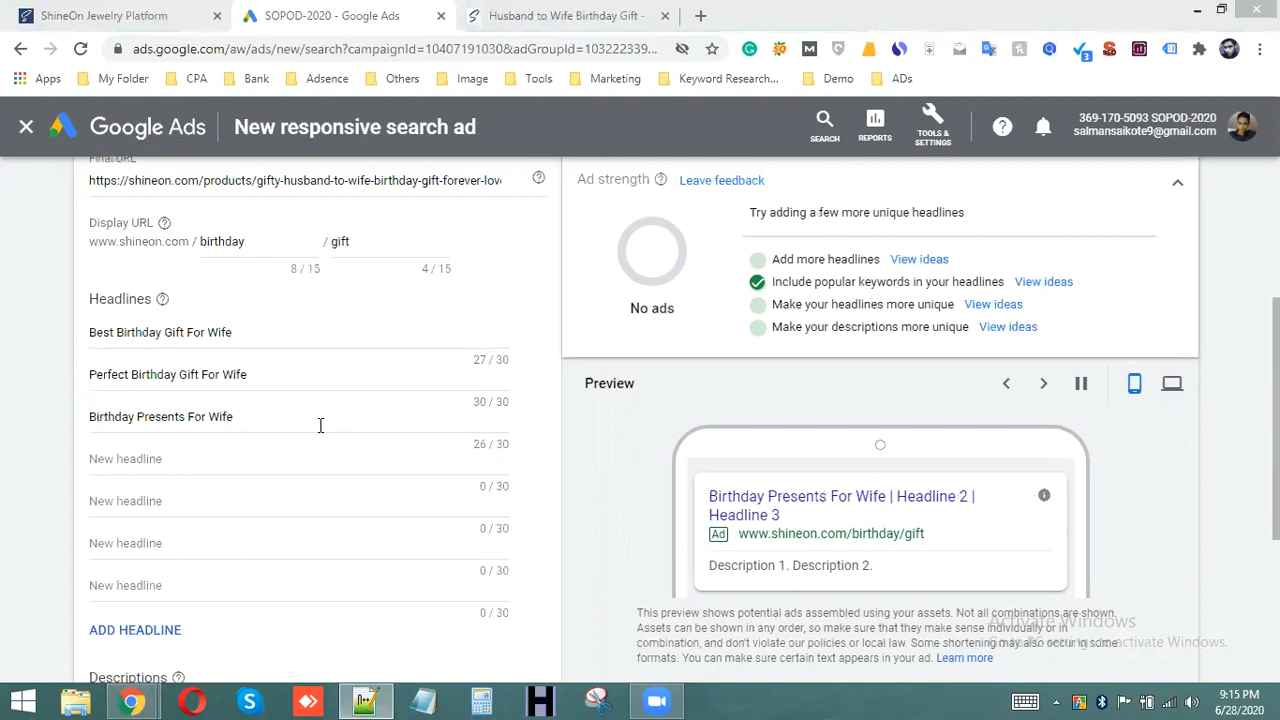 ShineOn Jewelry Platform
SOPOD-2020 - Google Ads
Husband to Wife Birthday Gift -
ads.google.com/aw/ads/new/search?campaignId=10407191030&adGroupId=103222339...
Apps
My Folder
CPA
Bank
Adsence
Others
Image
Tools
Marketing
Keyword Research...
Demo
ADs
Google Ads
New responsive search ad
SEARCH
REPORTS
TOOLS &
SETTINGS
369-170-5093 SOPOD-2020
salmansaikote9@gmail.com
Final URL
https://shineon.com/products/gifty-husband-to-wife-birthday-gift-forever-lov
Display URL
www.shineon.com / birthday / gift
8 / 15
4 / 15
Headlines
Best Birthday Gift For Wife
27 / 30
Perfect Birthday Gift For Wife
30 / 30
Birthday Presents For Wife
26 / 30
New headline
0 / 30
New headline
0 / 30
New headline
0 / 30
New headline
0 / 30
ADD HEADLINE
Descriptions
Ad strength
Leave feedback
No ads
Try adding a few more unique headlines
Add more headlines View ideas
Include popular keywords in your headlines View ideas
Make your headlines more unique View ideas
Make your descriptions more unique View ideas
Preview
Birthday Presents For Wife | Headline 2 |
Headline 3
Ad www.shineon.com/birthday/gift
Description 1. Description 2.
This preview shows potential ads assembled using your assets. Not all combinations are shown.
Assets can be shown in any order, so make sure that they make sense individually or in
combination, and don't violate our policies or local law. Some shortening may also occur in some
formats. You can make sure certain text appears in your ad. Learn more
Activate Windows
Go to PC settings to activate Windows.
9:15 PM
6/28/2020